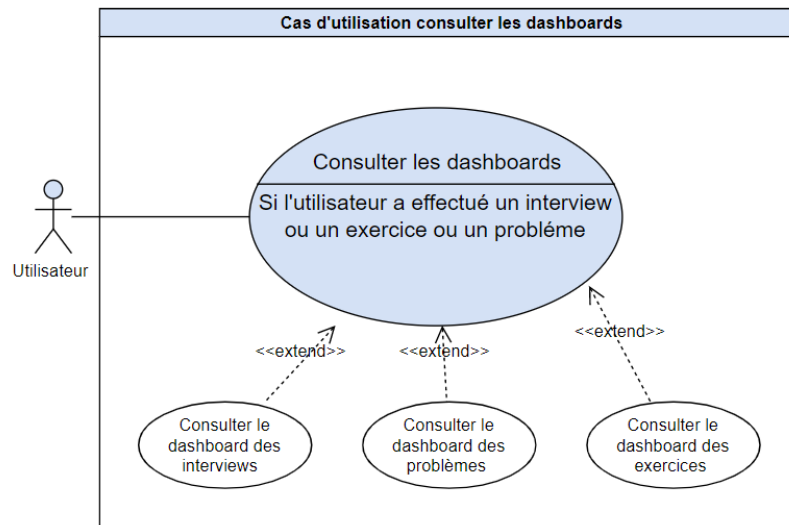 Cas d'utilisation consulter les dashboards
Consulter les dashboards
Si l'utilisateur a effectué un interview
ou un exercice ou un probléme
Utilisateur
<<extend>>
<<extend>>
<<extend>>
Consulter le
dashboard des
interviews
Consulter le
dashboard des
problèmes
Consulter le
dashboard des
exercices